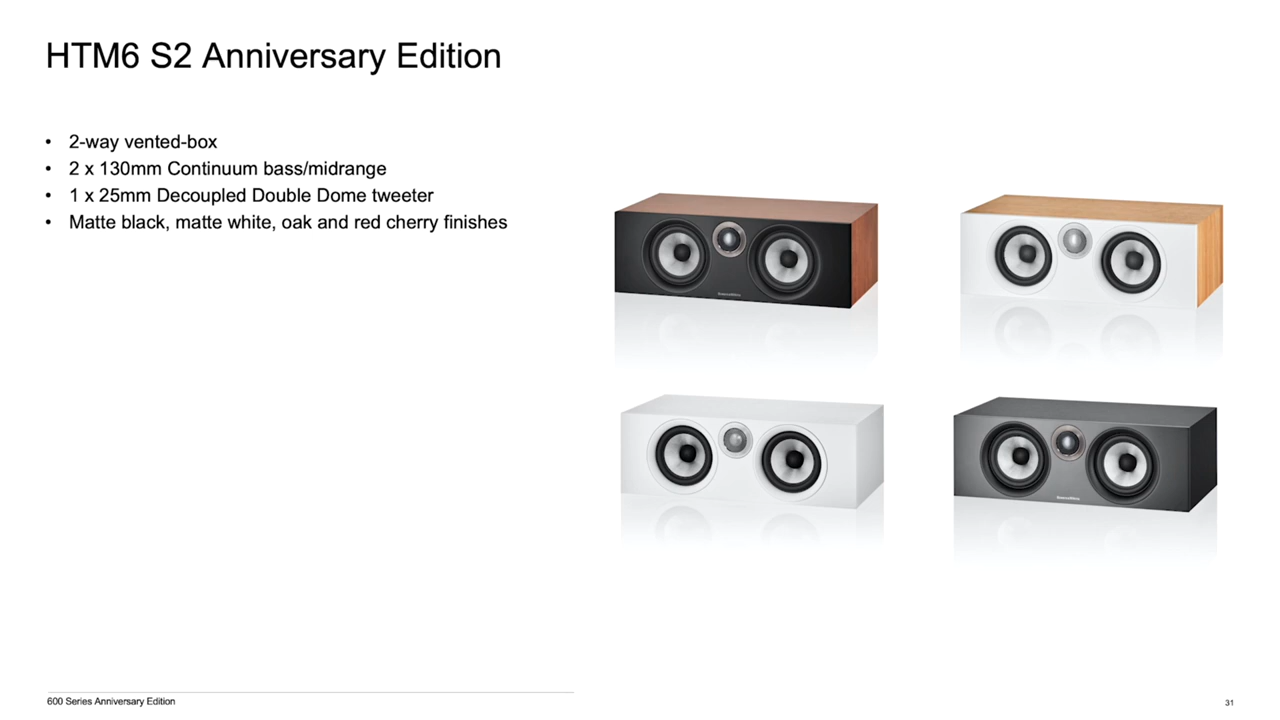 HTM6 S2 Anniversary Edition
• 2-way vented-box
• 2 x 130mm Continuum bass/midrange
• 1 x 25mm Decoupled Double Dome tweeter
• Matte black, matte white, oak and red cherry finishes
600 Series Anniversary Edition
31